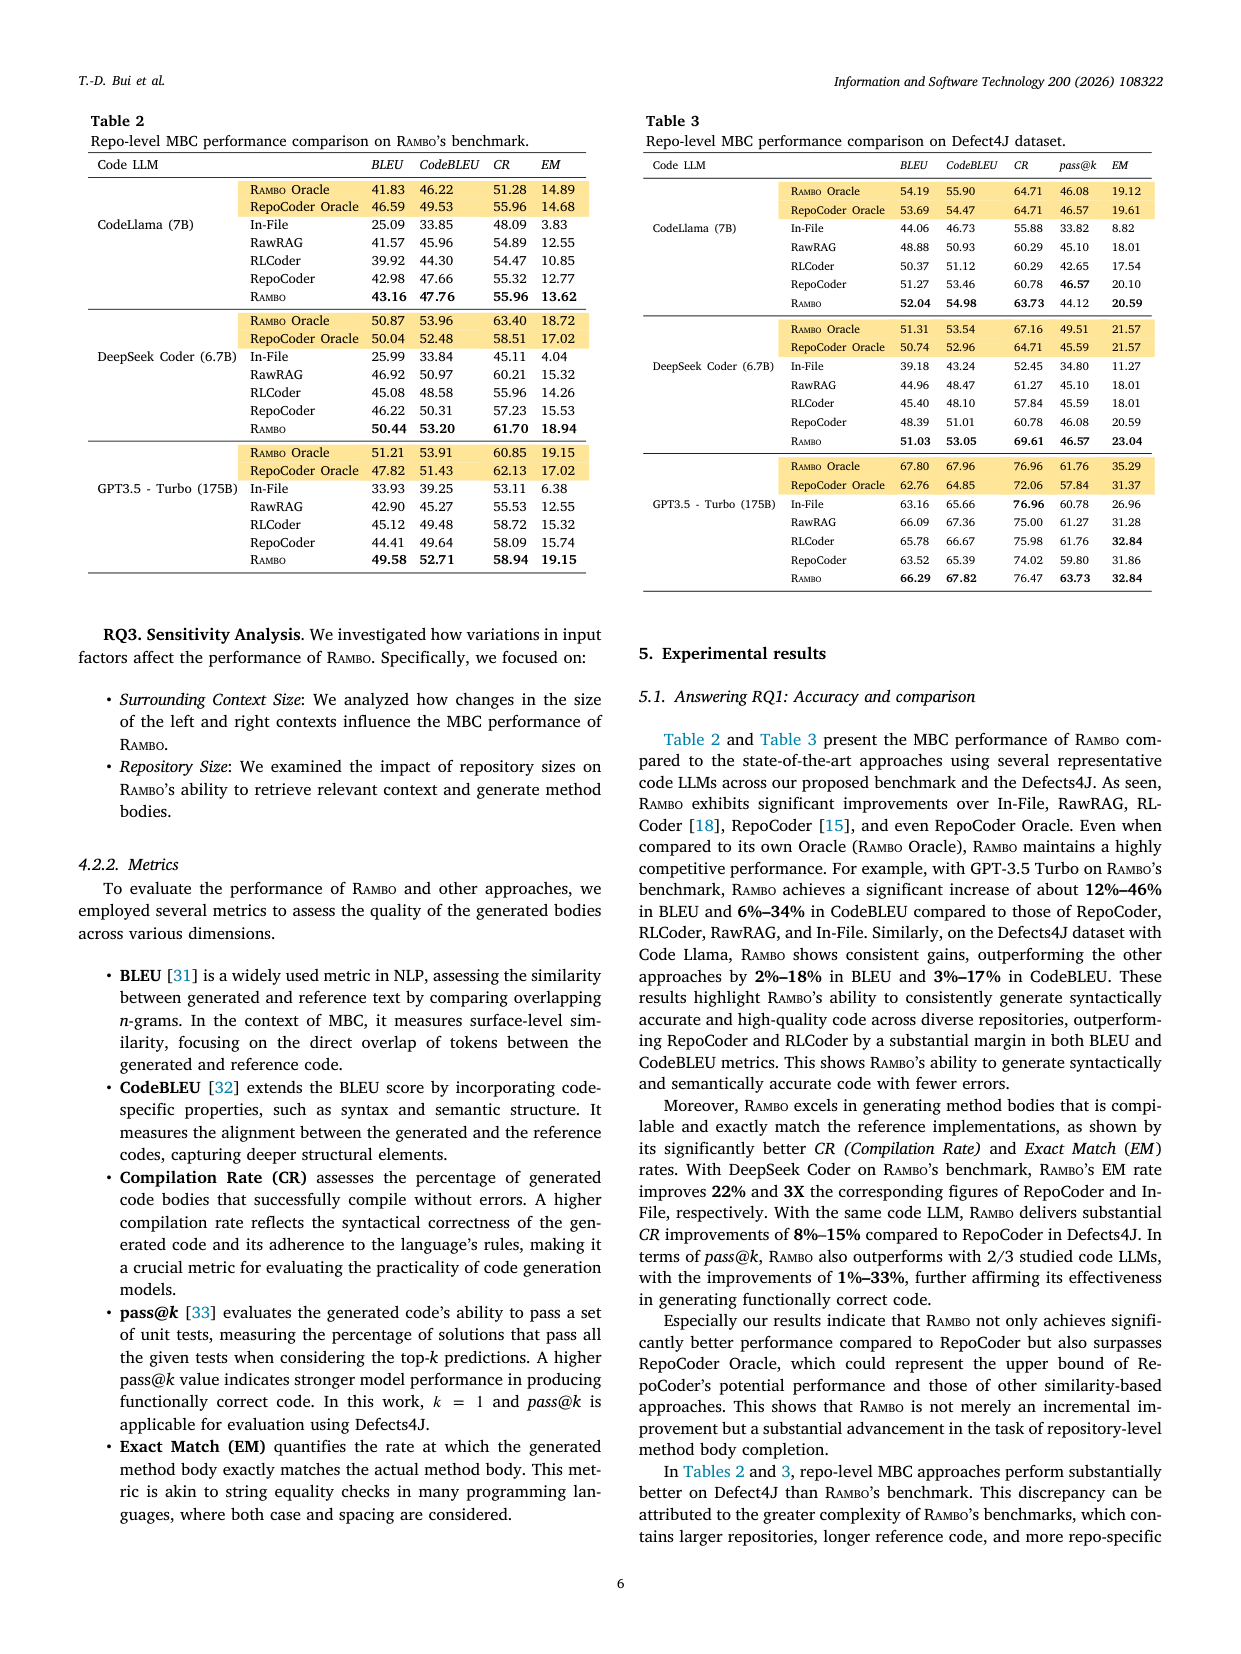 T.-D. Bui et al.
Information and Software Technology 200 (2026) 108322
Table 2
Repo-level MBC performance comparison on RAMBO's benchmark.
Code LLM BLEU CodeBLEU CR EM
RAMBO Oracle 41.83 46.22 51.28 14.89
RepoCoder Oracle 46.59 49.53 55.96 14.68
CodeLlama (7B) In-File 25.09 33.85 48.09 3.83
RawRAG 41.57 45.96 54.89 12.55
RLCoder 39.92 44.30 54.47 10.85
RepoCoder 42.98 47.66 55.32 12.77
RAMBO 43.16 47.76 55.96 13.62
RAMBO Oracle 50.87 53.96 63.40 18.72
RepoCoder Oracle 50.04 52.48 58.51 17.02
DeepSeek Coder (6.7B) In-File 25.99 33.84 45.11 4.04
RawRAG 46.92 50.97 60.21 15.32
RLCoder 45.08 48.58 55.96 14.26
RepoCoder 46.22 50.31 57.23 15.53
RAMBO 50.44 53.20 61.70 18.94
RAMBO Oracle 51.21 53.91 60.85 19.15
RepoCoder Oracle 47.82 51.43 62.13 17.02
GPT3.5 - Turbo (175B) In-File 33.93 39.25 53.11 6.38
RawRAG 42.90 45.27 55.53 12.55
RLCoder 45.12 49.48 58.72 15.32
RepoCoder 44.41 49.64 58.09 15.74
RAMBO 49.58 52.71 58.94 19.15
RQ3. Sensitivity Analysis. We investigated how variations in input
factors affect the performance of RAMBO. Specifically, we focused on:
• Surrounding Context Size: We analyzed how changes in the size
of the left and right contexts influence the MBC performance of
RAMBO.
• Repository Size: We examined the impact of repository sizes on
RAMBO's ability to retrieve relevant context and generate method
bodies.
4.2.2. Metrics
To evaluate the performance of RAMBO and other approaches, we
employed several metrics to assess the quality of the generated bodies
across various dimensions.
• BLEU [31] is a widely used metric in NLP, assessing the similarity
between generated and reference text by comparing overlapping
n-grams. In the context of MBC, it measures surface-level sim-
ilarity, focusing on the direct overlap of tokens between the
generated and reference code.
• CodeBLEU [32] extends the BLEU score by incorporating code-
specific properties, such as syntax and semantic structure. It
measures the alignment between the generated and the reference
codes, capturing deeper structural elements.
• Compilation Rate (CR) assesses the percentage of generated
code bodies that successfully compile without errors. A higher
compilation rate reflects the syntactical correctness of the gen-
erated code and its adherence to the language's rules, making it
a crucial metric for evaluating the practicality of code generation
models.
• pass@k [33] evaluates the generated code's ability to pass a set
of unit tests, measuring the percentage of solutions that pass all
the given tests when considering the top-k predictions. A higher
pass@k value indicates stronger model performance in producing
functionally correct code. In this work, k = 1 and pass@k is
applicable for evaluation using Defects4J.
• Exact Match (EM) quantifies the rate at which the generated
method body exactly matches the actual method body. This met-
ric is akin to string equality checks in many programming lan-
guages, where both case and spacing are considered.
Table 3
Repo-level MBC performance comparison on Defect4J dataset.
Code LLM BLEU CodeBLEU CR pass@k EM
RAMBO Oracle 54.19 55.90 64.71 46.08 19.12
RepoCoder Oracle 53.69 54.47 64.71 46.57 19.61
CodeLlama (7B) In-File 44.06 46.73 55.88 33.82 8.82
RawRAG 48.88 50.93 60.29 45.10 18.01
RLCoder 50.37 51.12 60.29 42.65 17.54
RepoCoder 51.27 53.46 60.78 46.57 20.10
RAMBO 52.04 54.98 63.73 44.12 20.59
RAMBO Oracle 51.31 53.54 67.16 49.51 21.57
RepoCoder Oracle 50.74 52.96 64.71 45.59 21.57
DeepSeek Coder (6.7B) In-File 39.18 43.24 52.45 34.80 11.27
RawRAG 44.96 48.47 61.27 45.10 18.01
RLCoder 45.40 48.10 57.84 45.59 18.01
RepoCoder 48.39 51.01 60.78 46.08 20.59
RAMBO 51.03 53.05 69.61 46.57 23.04
RAMBO Oracle 67.80 67.96 76.96 61.76 35.29
RepoCoder Oracle 62.76 64.85 72.06 57.84 31.37
GPT3.5 - Turbo (175B) In-File 63.16 65.66 76.96 60.78 26.96
RawRAG 66.09 67.36 75.00 61.27 31.28
RLCoder 65.78 66.67 75.98 61.76 32.84
RepoCoder 63.52 65.39 74.02 59.80 31.86
RAMBO 66.29 67.82 76.47 63.73 32.84
5. Experimental results
5.1. Answering RQ1: Accuracy and comparison
Table 2 and Table 3 present the MBC performance of RAMBO com-
pared to the state-of-the-art approaches using several representative
code LLMs across our proposed benchmark and the Defects4J. As seen,
RAMBO exhibits significant improvements over In-File, RawRAG, RL-
Coder [18], RepoCoder [15], and even RepoCoder Oracle. Even when
compared to its own Oracle (RAMBO Oracle), RAMBO maintains a highly
competitive performance. For example, with GPT-3.5 Turbo on RAMBO's
benchmark, RAMBO achieves a significant increase of about 12%–46%
in BLEU and 6%–34% in CodeBLEU compared to those of RepoCoder,
RLCoder, RawRAG, and In-File. Similarly, on the Defects4J dataset with
Code Llama, RAMBO shows consistent gains, outperforming the other
approaches by 2%–18% in BLEU and 3%–17% in CodeBLEU. These
results highlight RAMBO's ability to consistently generate syntactically
accurate and high-quality code across diverse repositories, outperform-
ing RepoCoder and RLCoder by a substantial margin in both BLEU and
CodeBLEU metrics. This shows RAMBO's ability to generate syntactically
and semantically accurate code with fewer errors.
Moreover, RAMBO excels in generating method bodies that is compi-
lable and exactly match the reference implementations, as shown by
its significantly better CR (Compilation Rate) and Exact Match (EM)
rates. With DeepSeek Coder on RAMBO's benchmark, RAMBO's EM rate
improves 22% and 3X the corresponding figures of RepoCoder and In-
File, respectively. With the same code LLM, RAMBO delivers substantial
CR improvements of 8%–15% compared to RepoCoder in Defects4J. In
terms of pass@k, RAMBO also outperforms with 2/3 studied code LLMs,
with the improvements of 1%–33%, further affirming its effectiveness
in generating functionally correct code.
Especially our results indicate that RAMBO not only achieves signifi-
cantly better performance compared to RepoCoder but also surpasses
RepoCoder Oracle, which could represent the upper bound of Re-
poCoder's potential performance and those of other similarity-based
approaches. This shows that RAMBO is not merely an incremental im-
provement but a substantial advancement in the task of repository-level
method body completion.
In Tables 2 and 3, repo-level MBC approaches perform substantially
better on Defect4J than RAMBO's benchmark. This discrepancy can be
attributed to the greater complexity of RAMBO's benchmarks, which con-
tains larger repositories, longer reference code, and more repo-specific
6